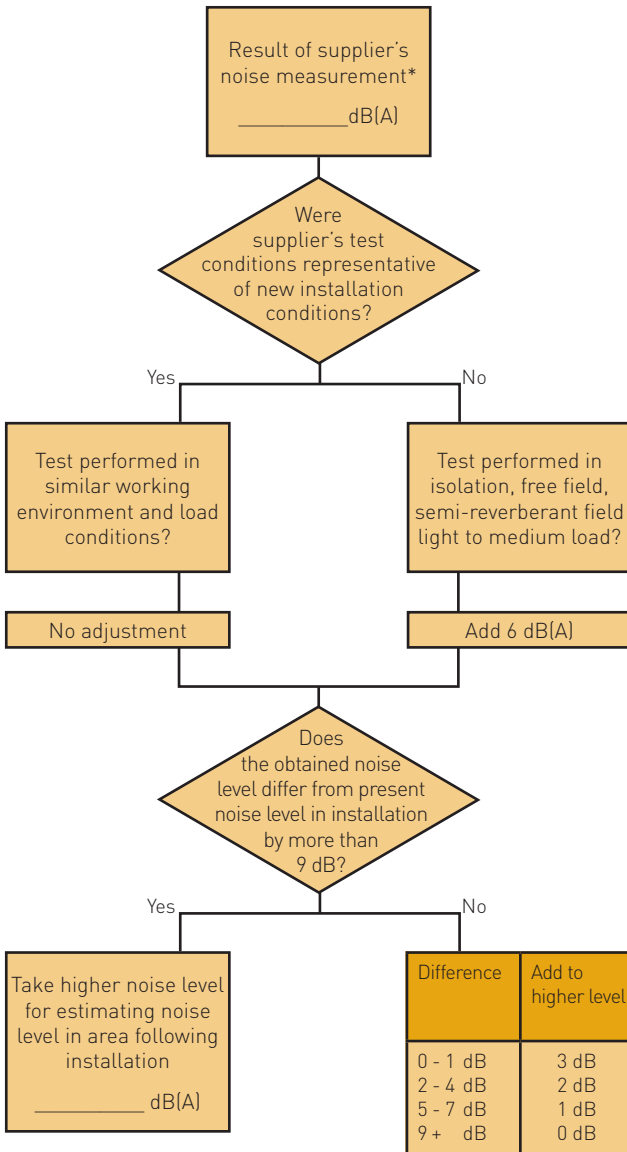 Result of supplier’s
noise measurement*
__________dB(A)
Were
supplier’s test
conditions representative
of new installation
conditions?
Yes
No
Test performed in
similar working
environment and load
conditions?
Test performed in
isolation, free field,
semi-reverberant field
light to medium load?
No adjustment
Add 6 dB(A)
Does
the obtained noise
level differ from present
noise level in installation
by more than
9 dB?
Yes
No
Take higher noise level
for estimating noise
level in area following
installation
__________ dB(A)
Difference
Add to
higher level
0 - 1 dB 3 dB
2 - 4 dB 2 dB
5 - 7 dB 1 dB
9 + dB 0 dB